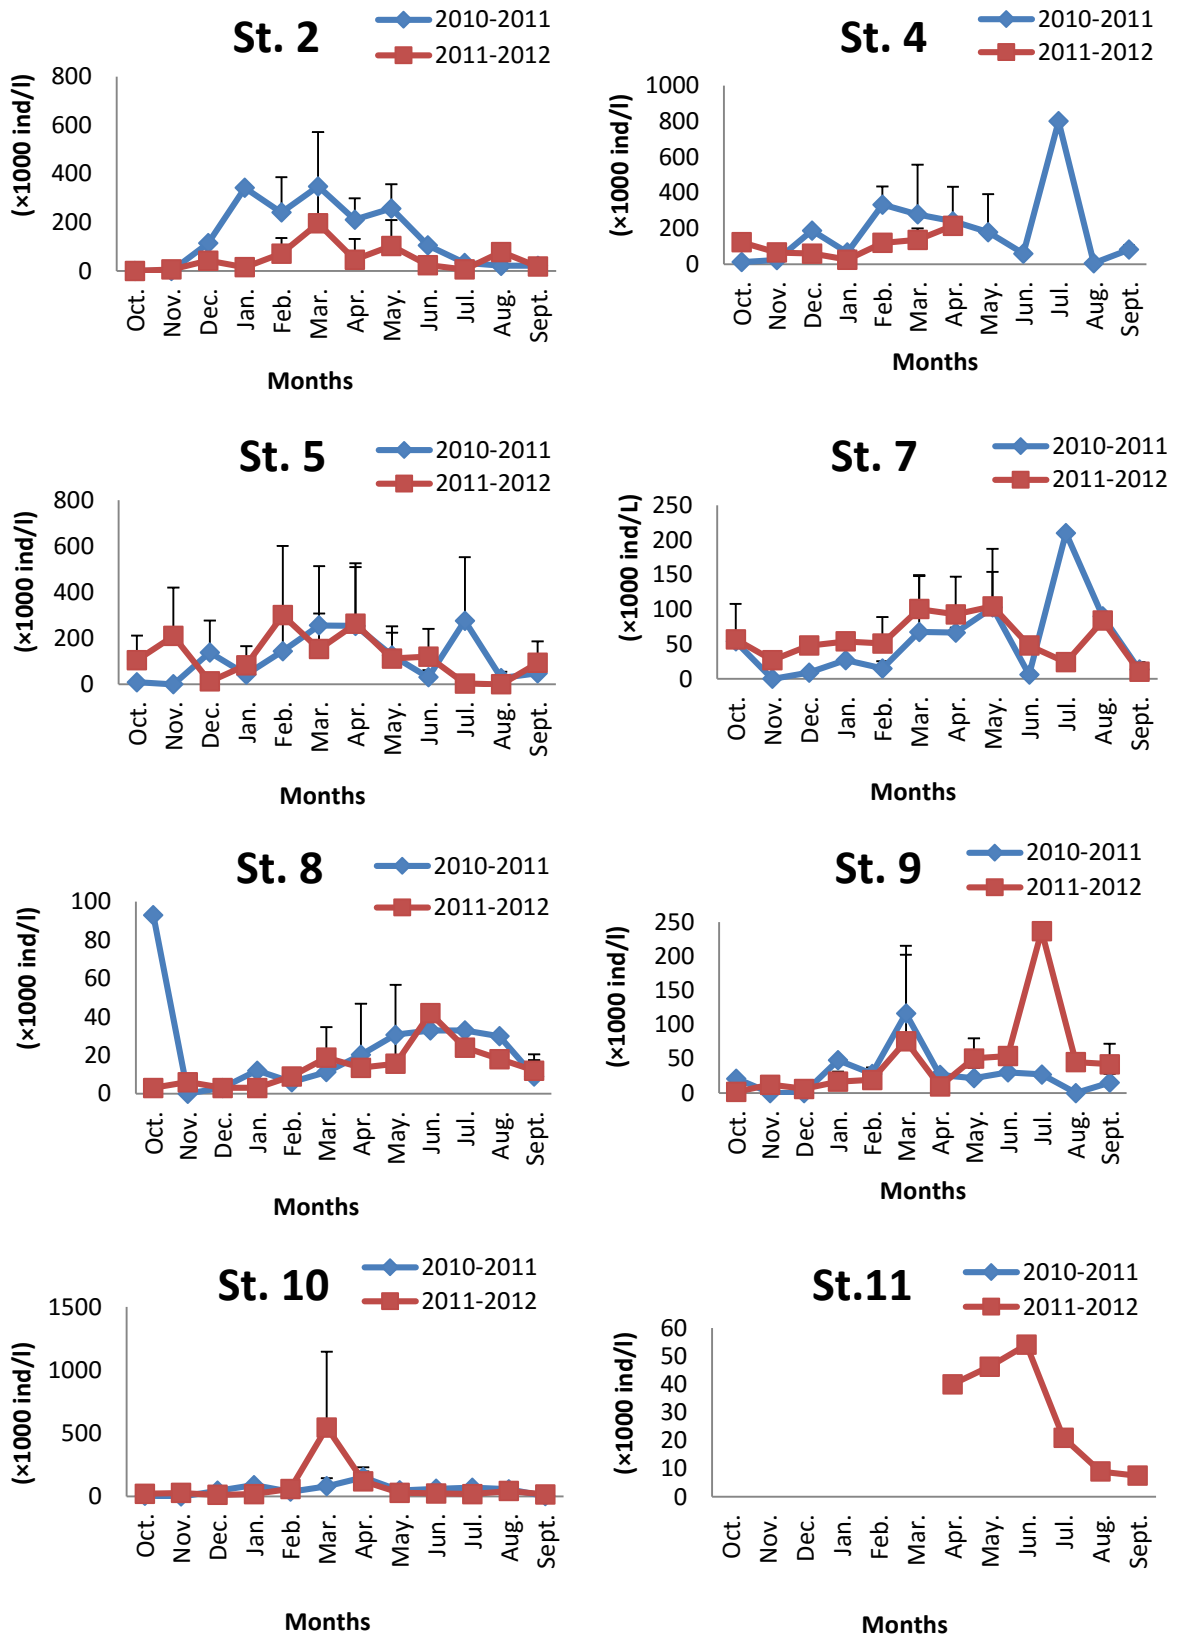 St. 2
2010-2011
2011-2012
(×1000 ind/l)
800
600
400
200
0
Oct.
Nov.
Dec.
Jan.
Feb.
Mar.
Apr.
May.
Jun.
Jul.
Aug.
Sept.
Months
St. 4
2010-2011
2011-2012
(×1000 ind/l)
1000
800
600
400
200
0
Oct.
Nov.
Dec.
Jan.
Feb.
Mar.
Apr.
May.
Jun.
Jul.
Aug.
Sept.
Months
St. 5
2010-2011
2011-2012
(×1000 ind/l)
800
600
400
200
0
Oct.
Nov.
Dec.
Jan.
Feb.
Mar.
Apr.
May.
Jun.
Jul.
Aug.
Sept.
Months
St. 7
2010-2011
2011-2012
(×1000 ind/L)
250
200
150
100
50
0
Oct.
Nov.
Dec.
Jan.
Feb.
Mar.
Apr.
May.
Jun.
Jul.
Aug.
Sept.
Months
St. 8
2010-2011
2011-2012
(×1000 ind/l)
100
80
60
40
20
0
Oct.
Nov.
Dec.
Jan.
Feb.
Mar.
Apr.
May.
Jun.
Jul.
Aug.
Sept.
Months
St. 9
2010-2011
2011-2012
(×1000 ind/l)
250
200
150
100
50
0
Oct.
Nov.
Dec.
Jan.
Feb.
Mar.
Apr.
May.
Jun.
Jul.
Aug.
Sept.
Months
St. 10
2010-2011
2011-2012
(×1000 ind/l)
1500
1000
500
0
Oct.
Nov.
Dec.
Jan.
Feb.
Mar.
Apr.
May.
Jun.
Jul.
Aug.
Sept.
Months
St.11
2010-2011
2011-2012
(×1000 ind/l)
60
50
40
30
20
10
0
Oct.
Nov.
Dec.
Jan.
Feb.
Mar.
Apr.
May.
Jun.
Jul.
Aug.
Sept.
Months